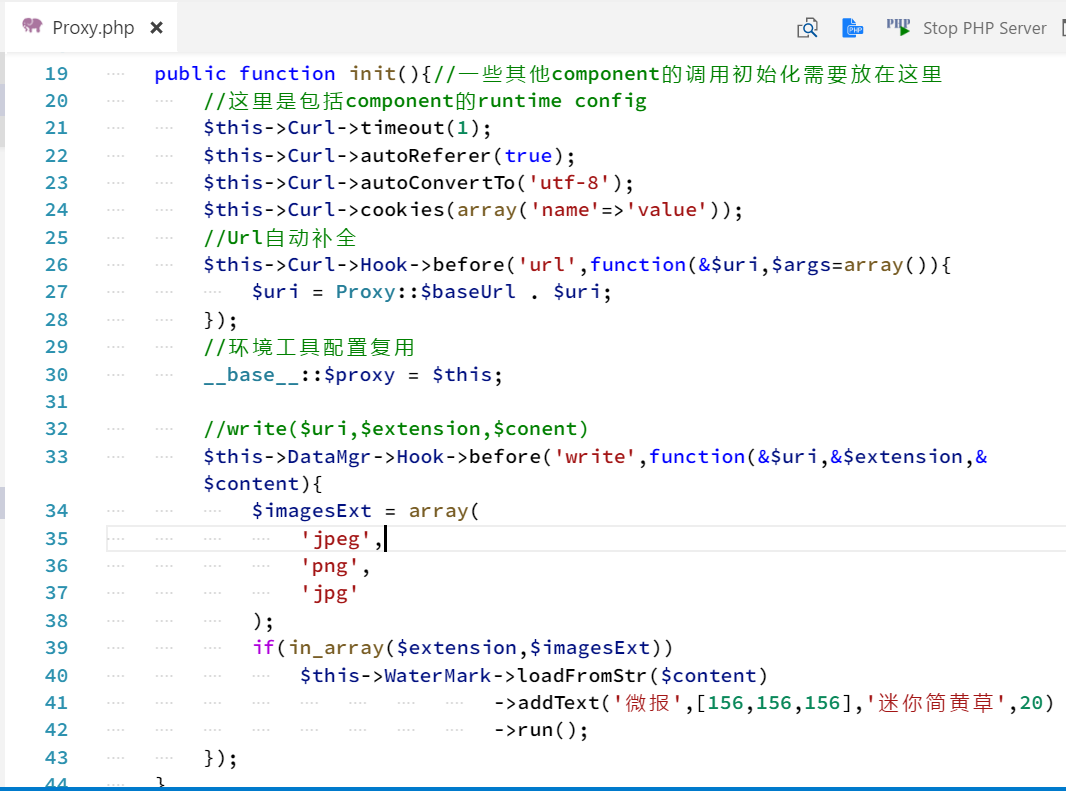 Proxy.php
Stop PHP Server
19 public function init(){//一些其他component的调用初始化需要放在这里
20 //这里是包括component的runtime config
21 $this->Curl->timeout(1);
22 $this->Curl->autoReferer(true);
23 $this->Curl->autoConvertTo('utf-8');
24 $this->Curl->cookies(array('name'=>'value'));
25 //Url自动补全
26 $this->Curl->Hook->before('url',function(&$uri,$args=array()){
27 $uri = Proxy::$baseUrl . $uri;
28 });
29 //环境工具配置复用
30 __base__::$proxy = $this;
31
32 //write($uri,$extension,$conent)
33 $this->DataMgr->Hook->before('write',function(&$uri,&$extension,&
$content){
34 $imagesExt = array(
35 'jpeg',
36 'png',
37 'jpg'
38 );
39 if(in_array($extension,$imagesExt))
40 $this->WaterMark->loadFromStr($content)
41 ->addText('微报',[156,156,156],'迷你简黄草',20)
42 ->run();
43 });
44 }